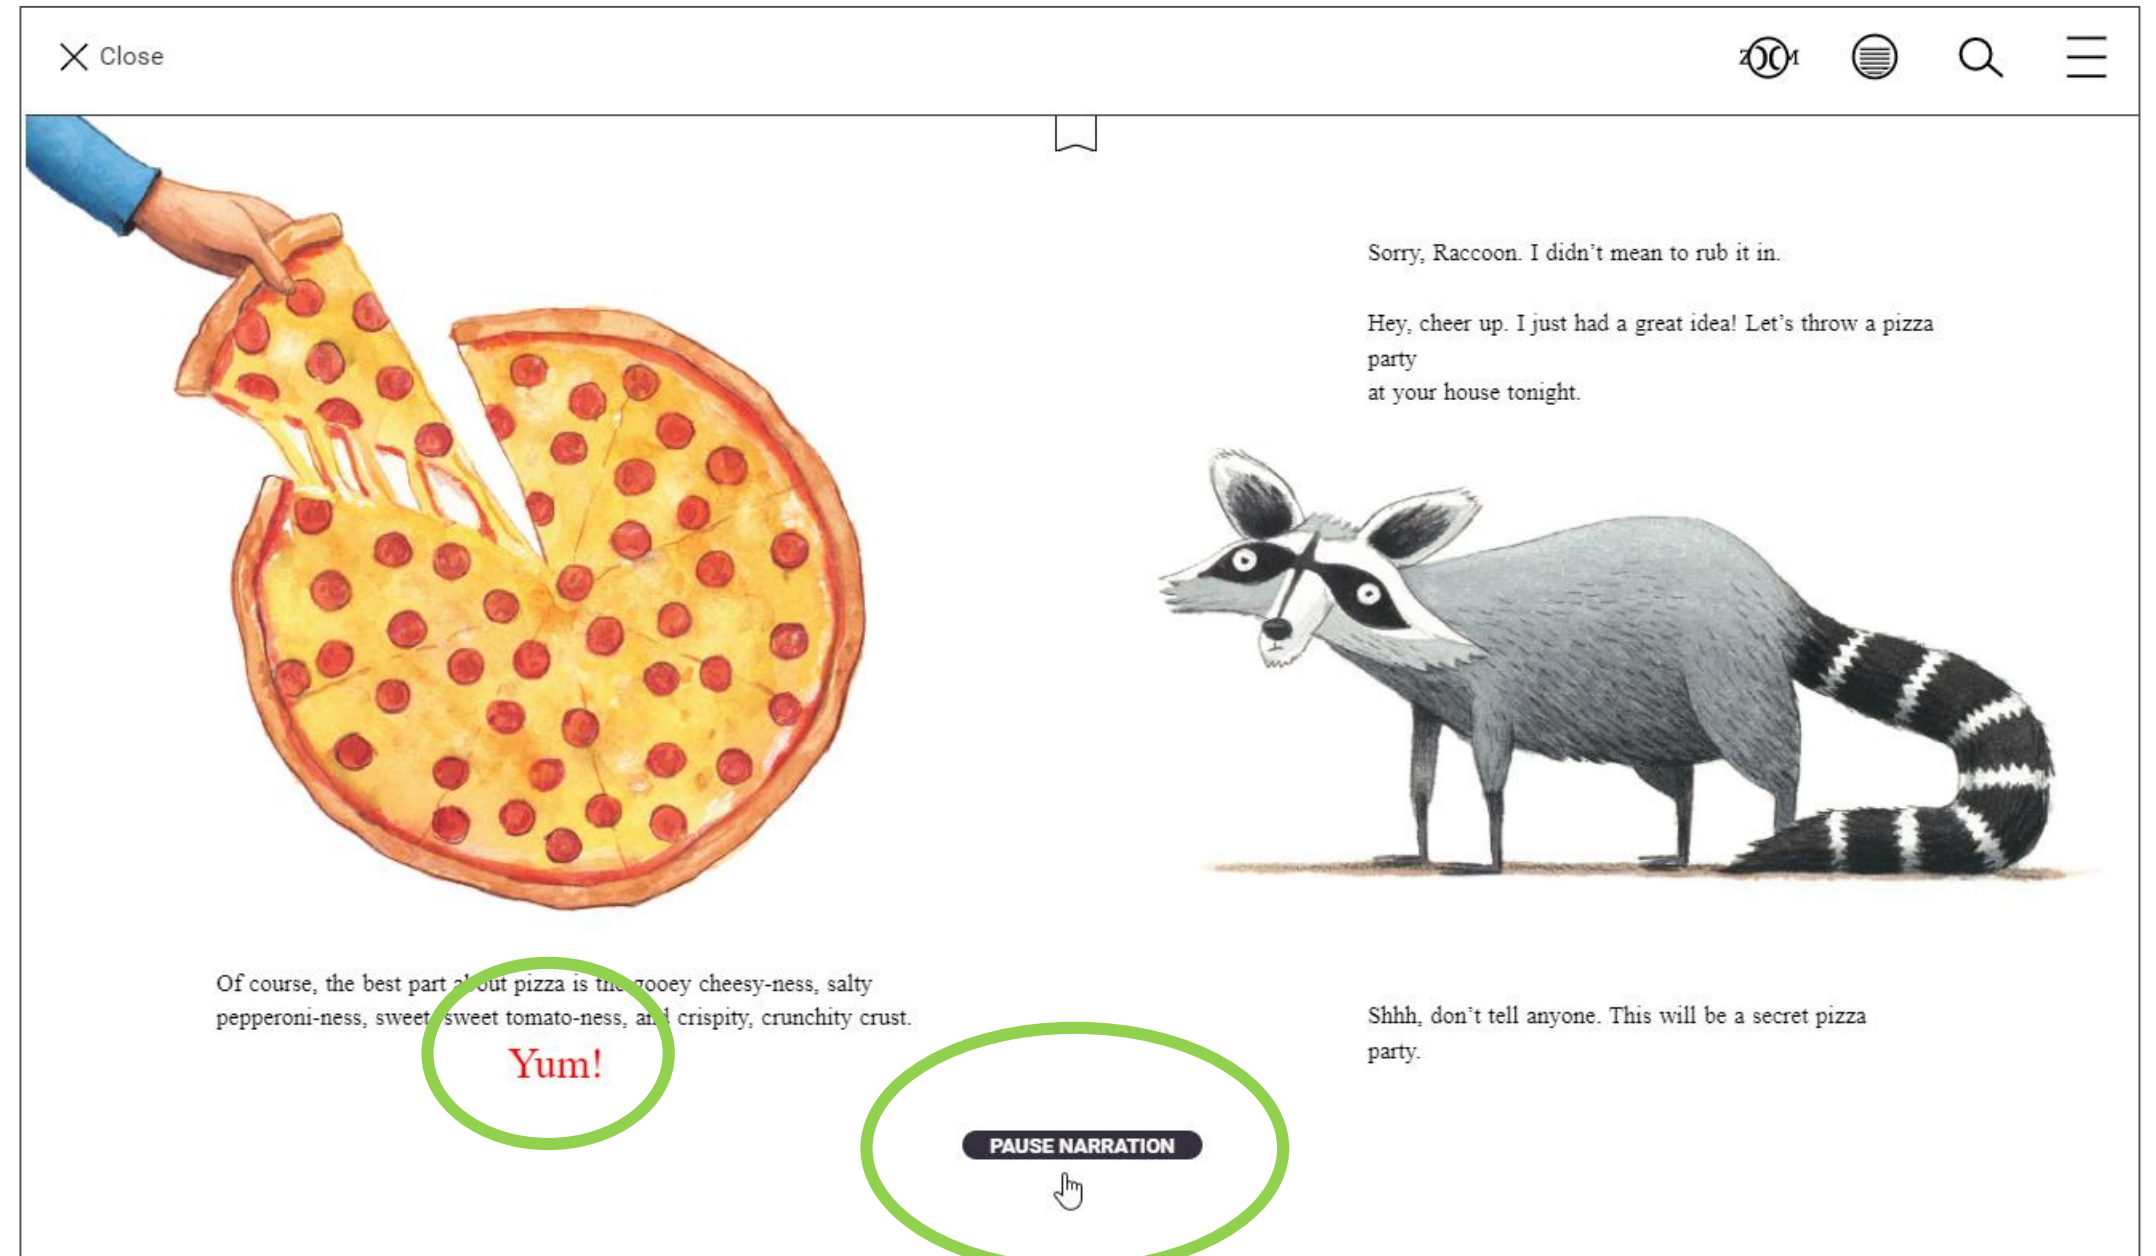 Close
ZOOM
Of course, the best part about pizza is the gooey cheesy-ness, salty
pepperoni-ness, sweet, sweet tomato-ness, and crispity, crunchity crust.
Yum!
Sorry, Raccoon. I didn’t mean to rub it in.
Hey, cheer up. I just had a great idea! Let’s throw a pizza
party
at your house tonight.
Shhh, don’t tell anyone. This will be a secret pizza
party.
PAUSE NARRATION